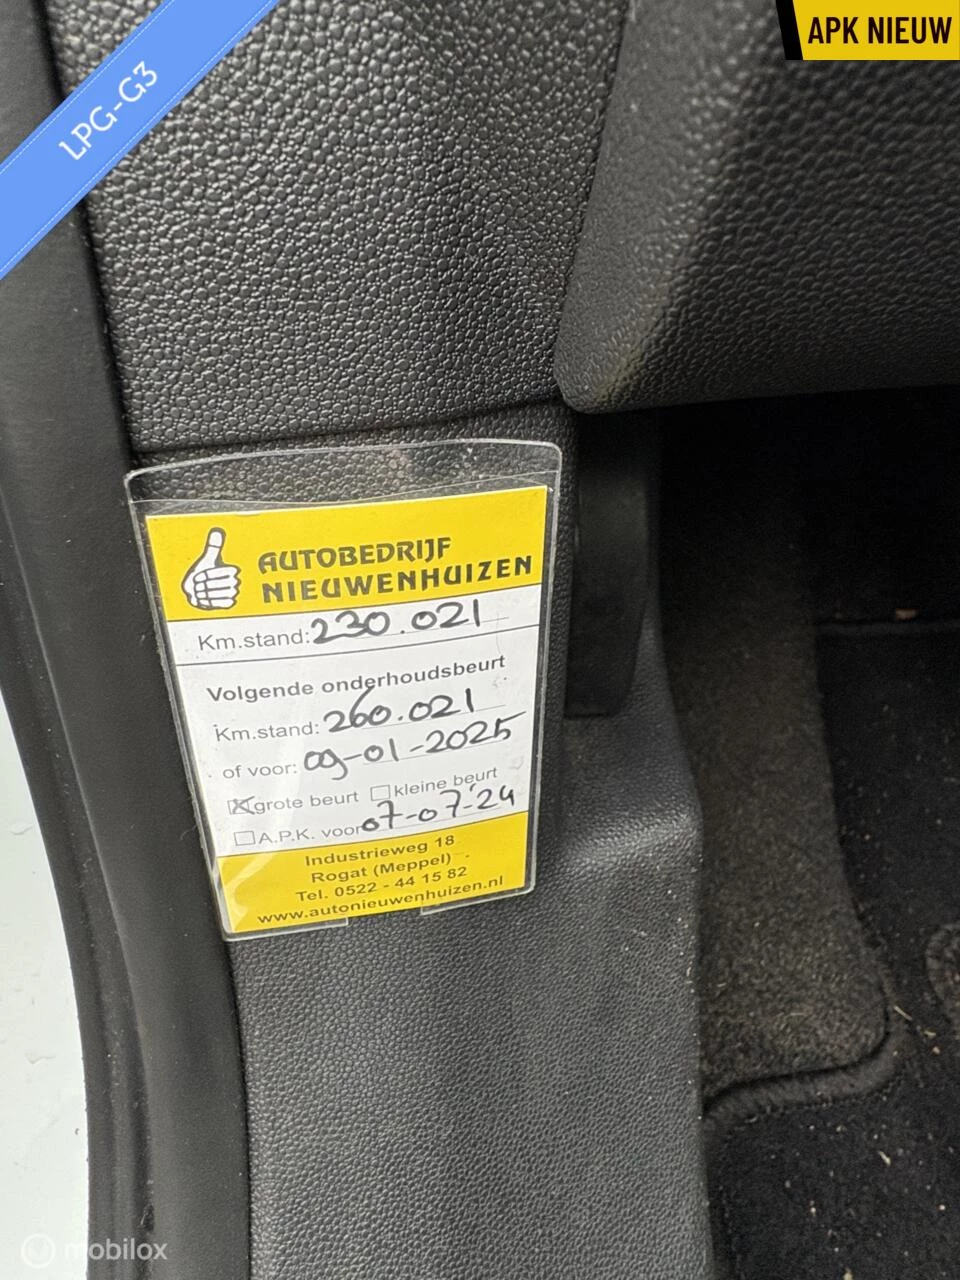 APK NIEUW
LPG-G3
AUTOBEDRIJF
NIEUWENHUIZEN
Km.stand: 230.021
Volgende onderhoudsbeurt
Km.stand: 260.021
of voor: 09-01-2025
grote beurt kleine beurt
A.P.K. voor 07-07-24
Industrieweg 18
Rogat (Meppel)
Tel. 0522 - 44 15 82
www.autonieuwenhuizen.nl
mobilox